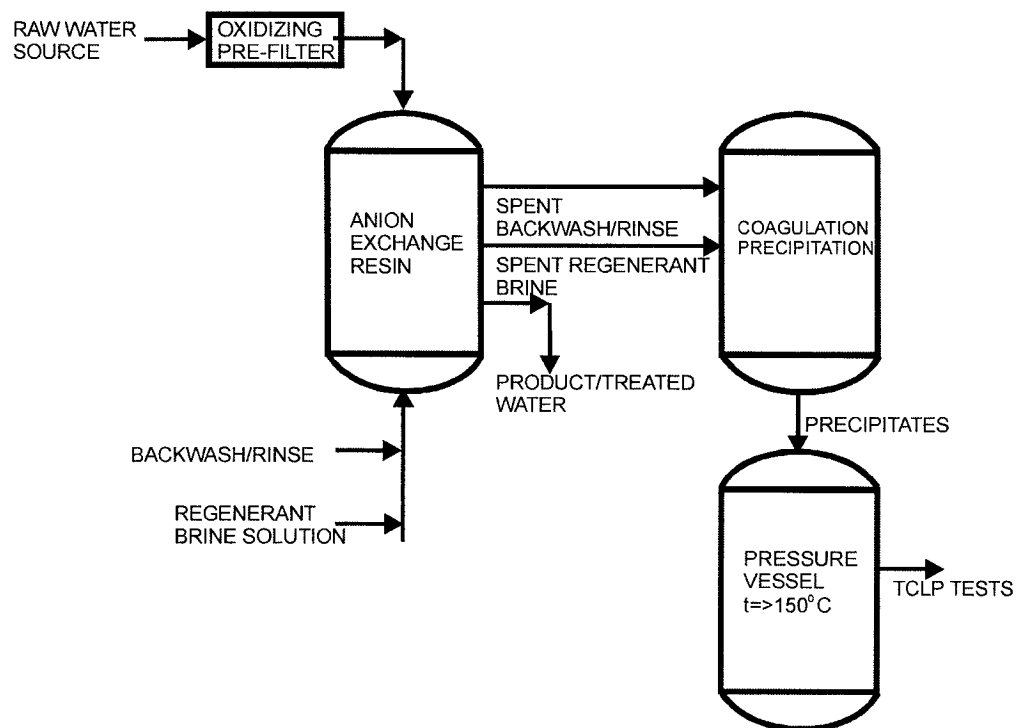 RAW WATER
SOURCE
OXIDIZING
PRE-FILTER
ANION
EXCHANGE
RESIN
SPENT
BACKWASH/RINSE
SPENT REGENERANT
BRINE
COAGULATION
PRECIPITATION
PRODUCT/TREATED
WATER
PRECIPITATES
BACKWASH/RINSE
REGENERANT
BRINE SOLUTION
PRESSURE
VESSEL
t=>150°C
TCLP TESTS